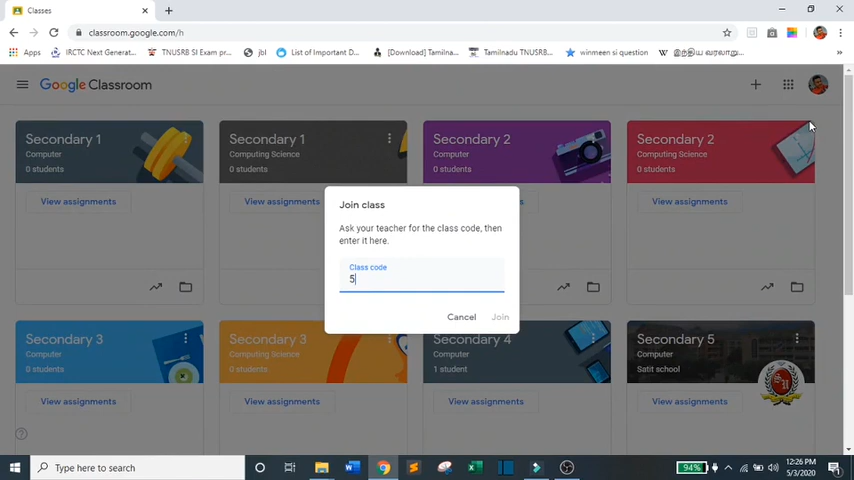 Classes
classroom.google.com/h
Apps IRCTC Next Generat... TNUSRB SI Exam pr... jbl List of Important D... [Download] Tamilna... Tamilnadu TNUSRB... winmeen si question இந்திய வரலாறு... »
Google Classroom
Secondary 1
Computer
0 students
View assignments
Secondary 1
Computing Science
0 students
View assignments
Secondary 2
Computer
0 students
Secondary 2
Computing Science
0 students
View assignments
Join class
Ask your teacher for the class code, then
enter it here.
Class code
5
Cancel Join
Secondary 3
Computer
0 students
View assignments
Secondary 3
Computing Science
0 students
View assignments
Secondary 4
Computer
1 student
View assignments
Secondary 5
Computer
Satit school
View assignments
Type here to search
94%
12:26 PM
5/3/2020